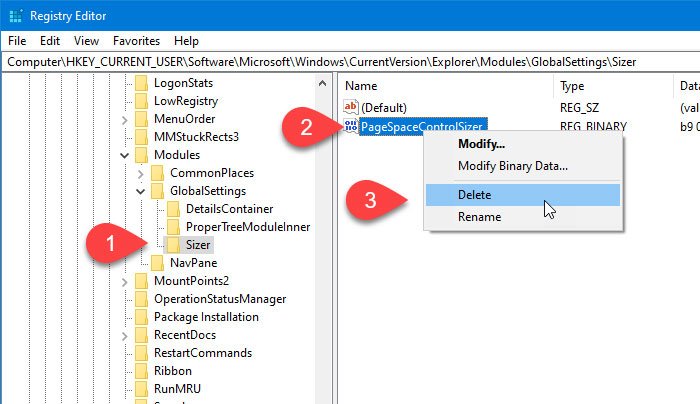 Registry Editor
File Edit View Favorites Help
Computer\HKEY_CURRENT_USER\Software\Microsoft\Windows\CurrentVersion\Explorer\Modules\GlobalSettings\Sizer
LogonStats
LowRegistry
MenuOrder
MMStuckRects3
Modules
CommonPlaces
GlobalSettings
DetailsContainer
ProperTreeModuleInner
1
Sizer
NavPane
MountPoints2
OperationStatusManager
Package Installation
RecentDocs
RestartCommands
Ribbon
RunMRU
Name Type Data
ab (Default) REG_SZ (val
2
PageSpaceControlSizer REG_BINARY b9 0
Modify...
Modify Binary Data...
3
Delete
Rename